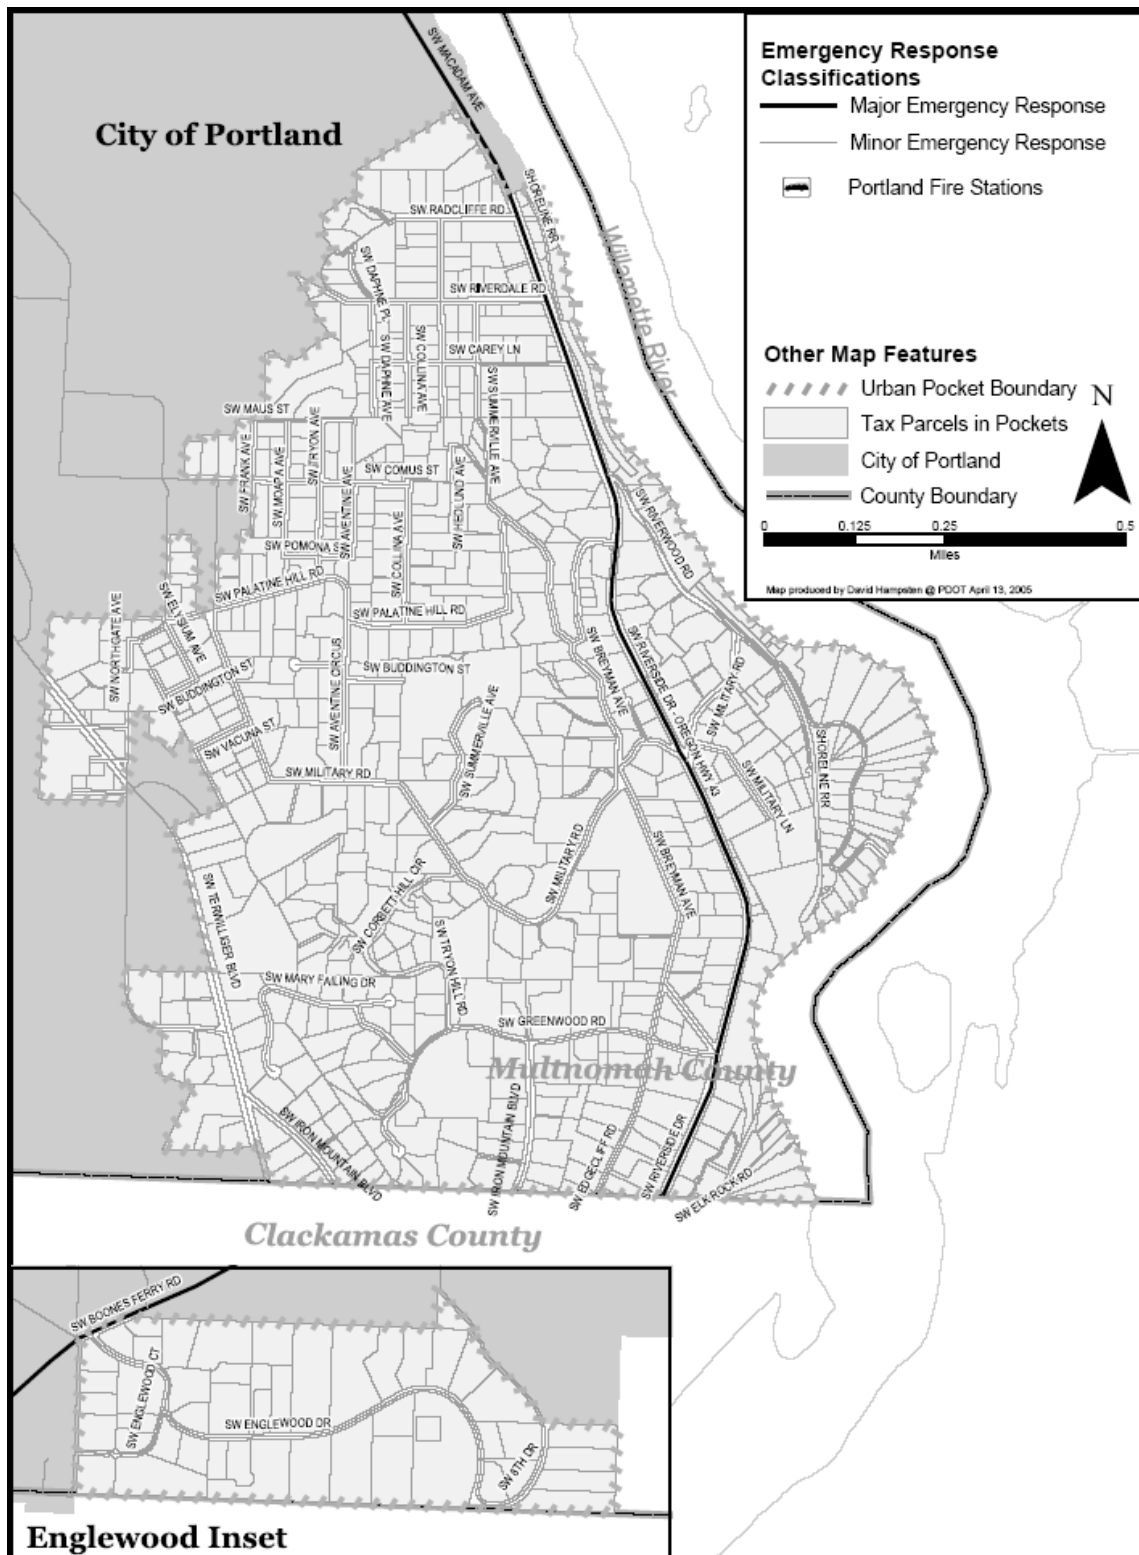 Emergency Response
Classifications
Major Emergency Response
Minor Emergency Response
Portland Fire Stations
Other Map Features
Urban Pocket Boundary
N
Tax Parcels in Pockets
City of Portland
County Boundary
0 0.125 0.25 0.5
Miles
Map produced by David Hampsten @ PDOT April 13, 2005
City of Portland
SW MACADAM AVE
SHORELINE RR
SW RADCLIFFE RD
Willamette River
SW DAPHNE PL
SW RIVERDALE RD
SW DAPHNE AVE
SW COLLINA AVE
SW CAREY LN
SW SUMMERVILLE AVE
SW MAUS ST
SW FRANK AVE
SW MOAPA AVE
SW TRYON AVE
SW AVENTINE AVE
SW COMUS ST
SW HEDLUND AVE
SW COLLINA AVE
SW RIVERWOOD RD
SW POMONA S
SW PALATINE HILL RD
SW PALATINE HILL RD
SW NORTHGATE AVE
SW ELYSIUM AVE
SW BUDDINGTON ST
SW BUDDINGTON ST
SW AVENTINE CIRCUS
SW BREYMAN AVE
SW RIVERSIDE DR - OREGON HWY 43
SW MILITARY RD
SW VACUNA ST
SW MILITARY RD
SW SUMMERVILLE AVE
SW MILITARY LN
SHORELINE RR
SW TERWILLIGER BLVD
SW CORBETT HILL CIR
SW MILITARY RD
SW BREYMAN AVE
SW TRYON HILL RD
SW MARY FAILING DR
SW GREENWOOD RD
Multnomah County
SW IRON MOUNTAIN BLVD
SW IRON MOUNTAIN BLVD
SW EDGECLIFF RD
SW RIVERSIDE DR
SW ELK ROCK RD
Clackamas County
SW BOONES FERRY RD
SW ENGLEWOOD CT
SW ENGLEWOOD DR
SW 8TH DR
Englewood Inset